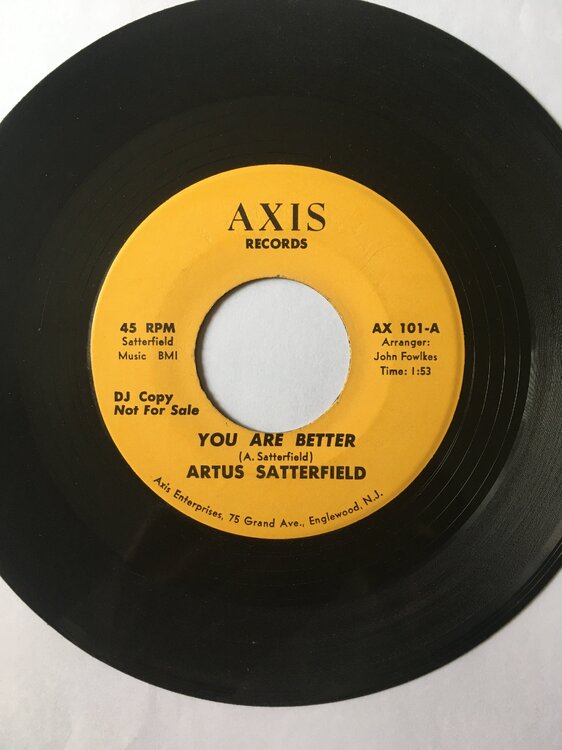 AXIS
RECORDS
45 RPM
Satterfield
Music BMI
AX 101-A
Arranger:
John Fowlkes
Time: 1:53
DJ Copy
Not For Sale
YOU ARE BETTER
(A. Satterfield)
ARTUS SATTERFIELD
Axis Enterprises, 75 Grand Ave., Englewood, N.J.